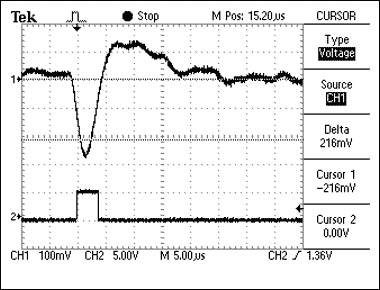 Tek Stop M Pos: 15.20us CURSOR
Type
Voltage
Source
CH1
Delta
216mV
Cursor 1
-216mV
Cursor 2
0.00V
1
2
CH1 100mV CH2 5.00V M 5.00us CH2 1.36V